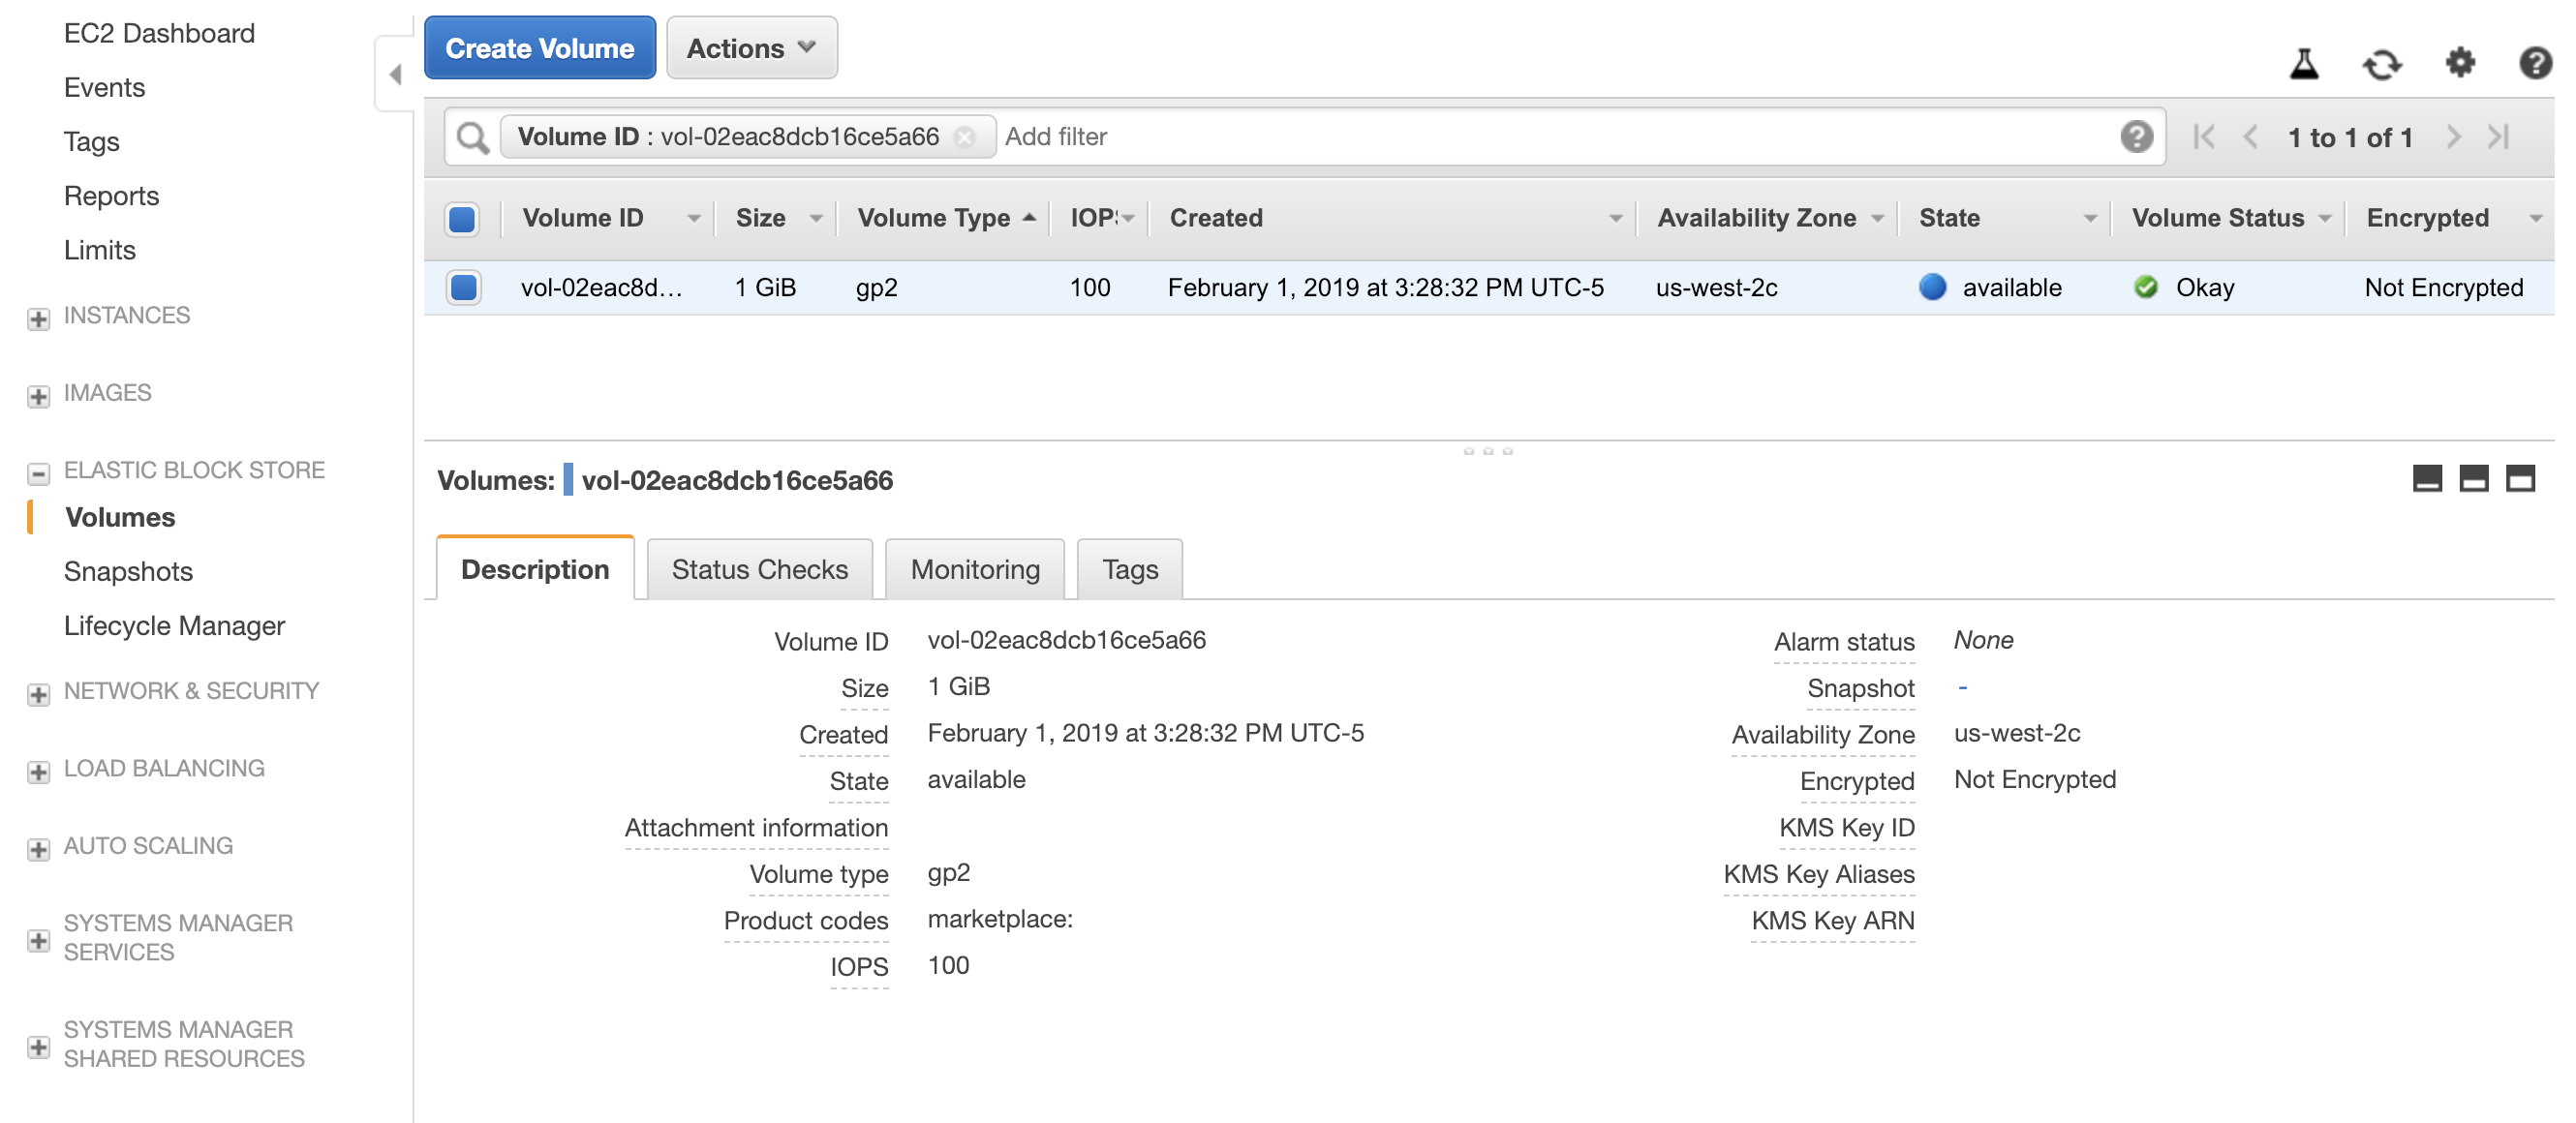 EC2 Dashboard
Events
Tags
Reports
Limits
INSTANCES
IMAGES
ELASTIC BLOCK STORE
Volumes
Snapshots
Lifecycle Manager
NETWORK & SECURITY
LOAD BALANCING
AUTO SCALING
SYSTEMS MANAGER
SERVICES
SYSTEMS MANAGER
SHARED RESOURCES
Create Volume Actions
Volume ID : vol-02eac8dcb16ce5a66 Add filter 1 to 1 of 1
Volume ID Size Volume Type IOPS Created Availability Zone State Volume Status Encrypted
vol-02eac8d… 1 GiB gp2 100 February 1, 2019 at 3:28:32 PM UTC-5 us-west-2c available Okay Not Encrypted
Volumes: vol-02eac8dcb16ce5a66
Description Status Checks Monitoring Tags
Volume ID vol-02eac8dcb16ce5a66
Size 1 GiB
Created February 1, 2019 at 3:28:32 PM UTC-5
State available
Attachment information
Volume type gp2
Product codes marketplace:
IOPS 100
Alarm status None
Snapshot -
Availability Zone us-west-2c
Encrypted Not Encrypted
KMS Key ID
KMS Key Aliases
KMS Key ARN